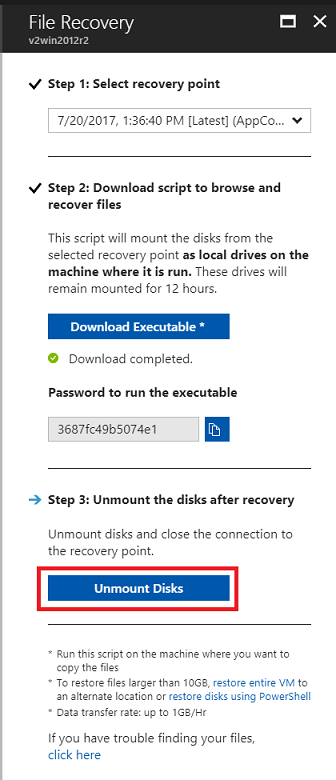 File Recovery
v2win2012r2
Step 1: Select recovery point
7/20/2017, 1:36:40 PM [Latest] (AppCo...
Step 2: Download script to browse and
recover files
This script will mount the disks from the
selected recovery point as local drives on the
machine where it is run. These drives will
remain mounted for 12 hours.
Download Executable *
Download completed.
Password to run the executable
3687fc49b5074e1
Step 3: Unmount the disks after recovery
Unmount disks and close the connection to
the recovery point.
Unmount Disks
* Run this script on the machine where you want to
copy the files
* To restore files larger than 10GB, restore entire VM to
an alternate location or restore disks using PowerShell
* Data transfer rate: up to 1GB/Hr
If you have trouble finding your files,
click here